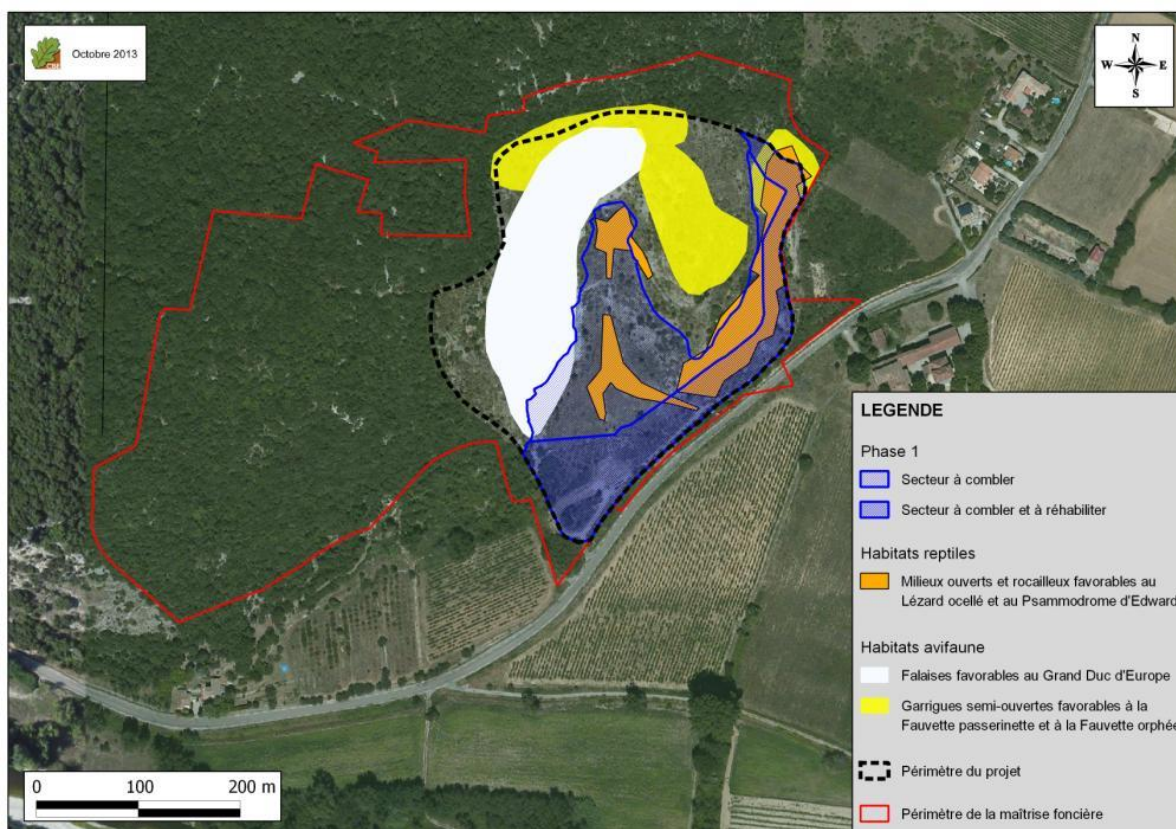 Octobre 2013
N
W E
S
LEGENDE
Phase 1
Secteur à combler
Secteur à combler et à réhabiliter
Habitats reptiles
Milieux ouverts et rocailleux favorables au
Lézard ocellé et au Psammodrome d'Edward
Habitats avifaune
Falaises favorables au Grand Duc d'Europe
Garrigues semi-ouvertes favorables à la
Fauvette passerinette et à la Fauvette orphée
Périmètre du projet
Périmètre de la maîtrise foncière
0 100 200 m